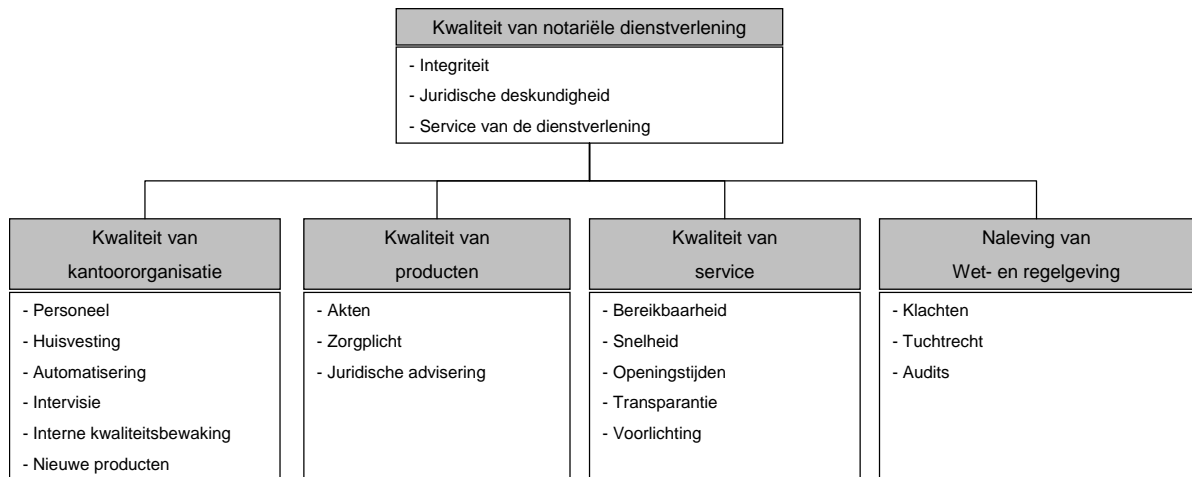 Kwaliteit van notariële dienstverlening
- Integriteit
- Juridische deskundigheid
- Service van de dienstverlening
Kwaliteit van
kantoororganisatie
- Personeel
- Huisvesting
- Automatisering
- Intervisie
- Interne kwaliteitsbewaking
- Nieuwe producten
Kwaliteit van
producten
- Akten
- Zorgplicht
- Juridische advisering
Kwaliteit van
service
- Bereikbaarheid
- Snelheid
- Openingstijden
- Transparantie
- Voorlichting
Naleving van
Wet- en regelgeving
- Klachten
- Tuchtrecht
- Audits